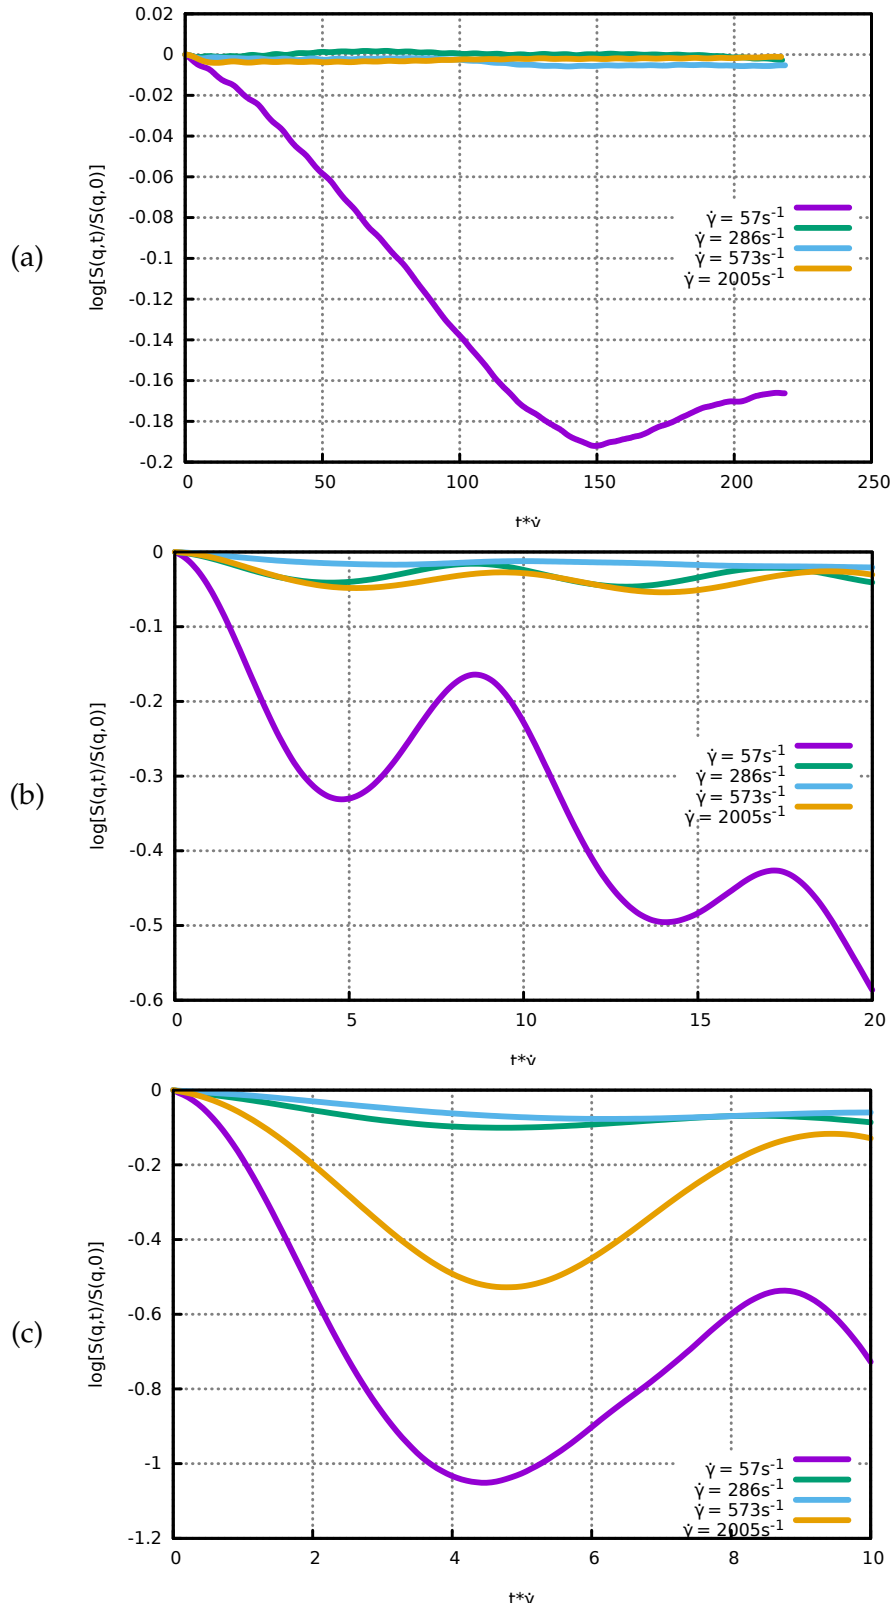 (a)
log[S(q,t)/S(q,0)]
0.02
0
-0.02
-0.04
-0.06
-0.08
-0.1
-0.12
-0.14
-0.16
-0.18
-0.2
γ̇ = 57s⁻¹
γ̇ = 286s⁻¹
γ̇ = 573s⁻¹
γ̇ = 2005s⁻¹
0 50 100 150 200 250
t*γ̇
(b)
log[S(q,t)/S(q,0)]
0
-0.1
-0.2
-0.3
-0.4
-0.5
-0.6
γ̇ = 57s⁻¹
γ̇ = 286s⁻¹
γ̇ = 573s⁻¹
γ̇ = 2005s⁻¹
0 5 10 15 20
t*γ̇
(c)
log[S(q,t)/S(q,0)]
0
-0.2
-0.4
-0.6
-0.8
-1
-1.2
γ̇ = 57s⁻¹
γ̇ = 286s⁻¹
γ̇ = 573s⁻¹
γ̇ = 2005s⁻¹
0 2 4 6 8 10
t*γ̇